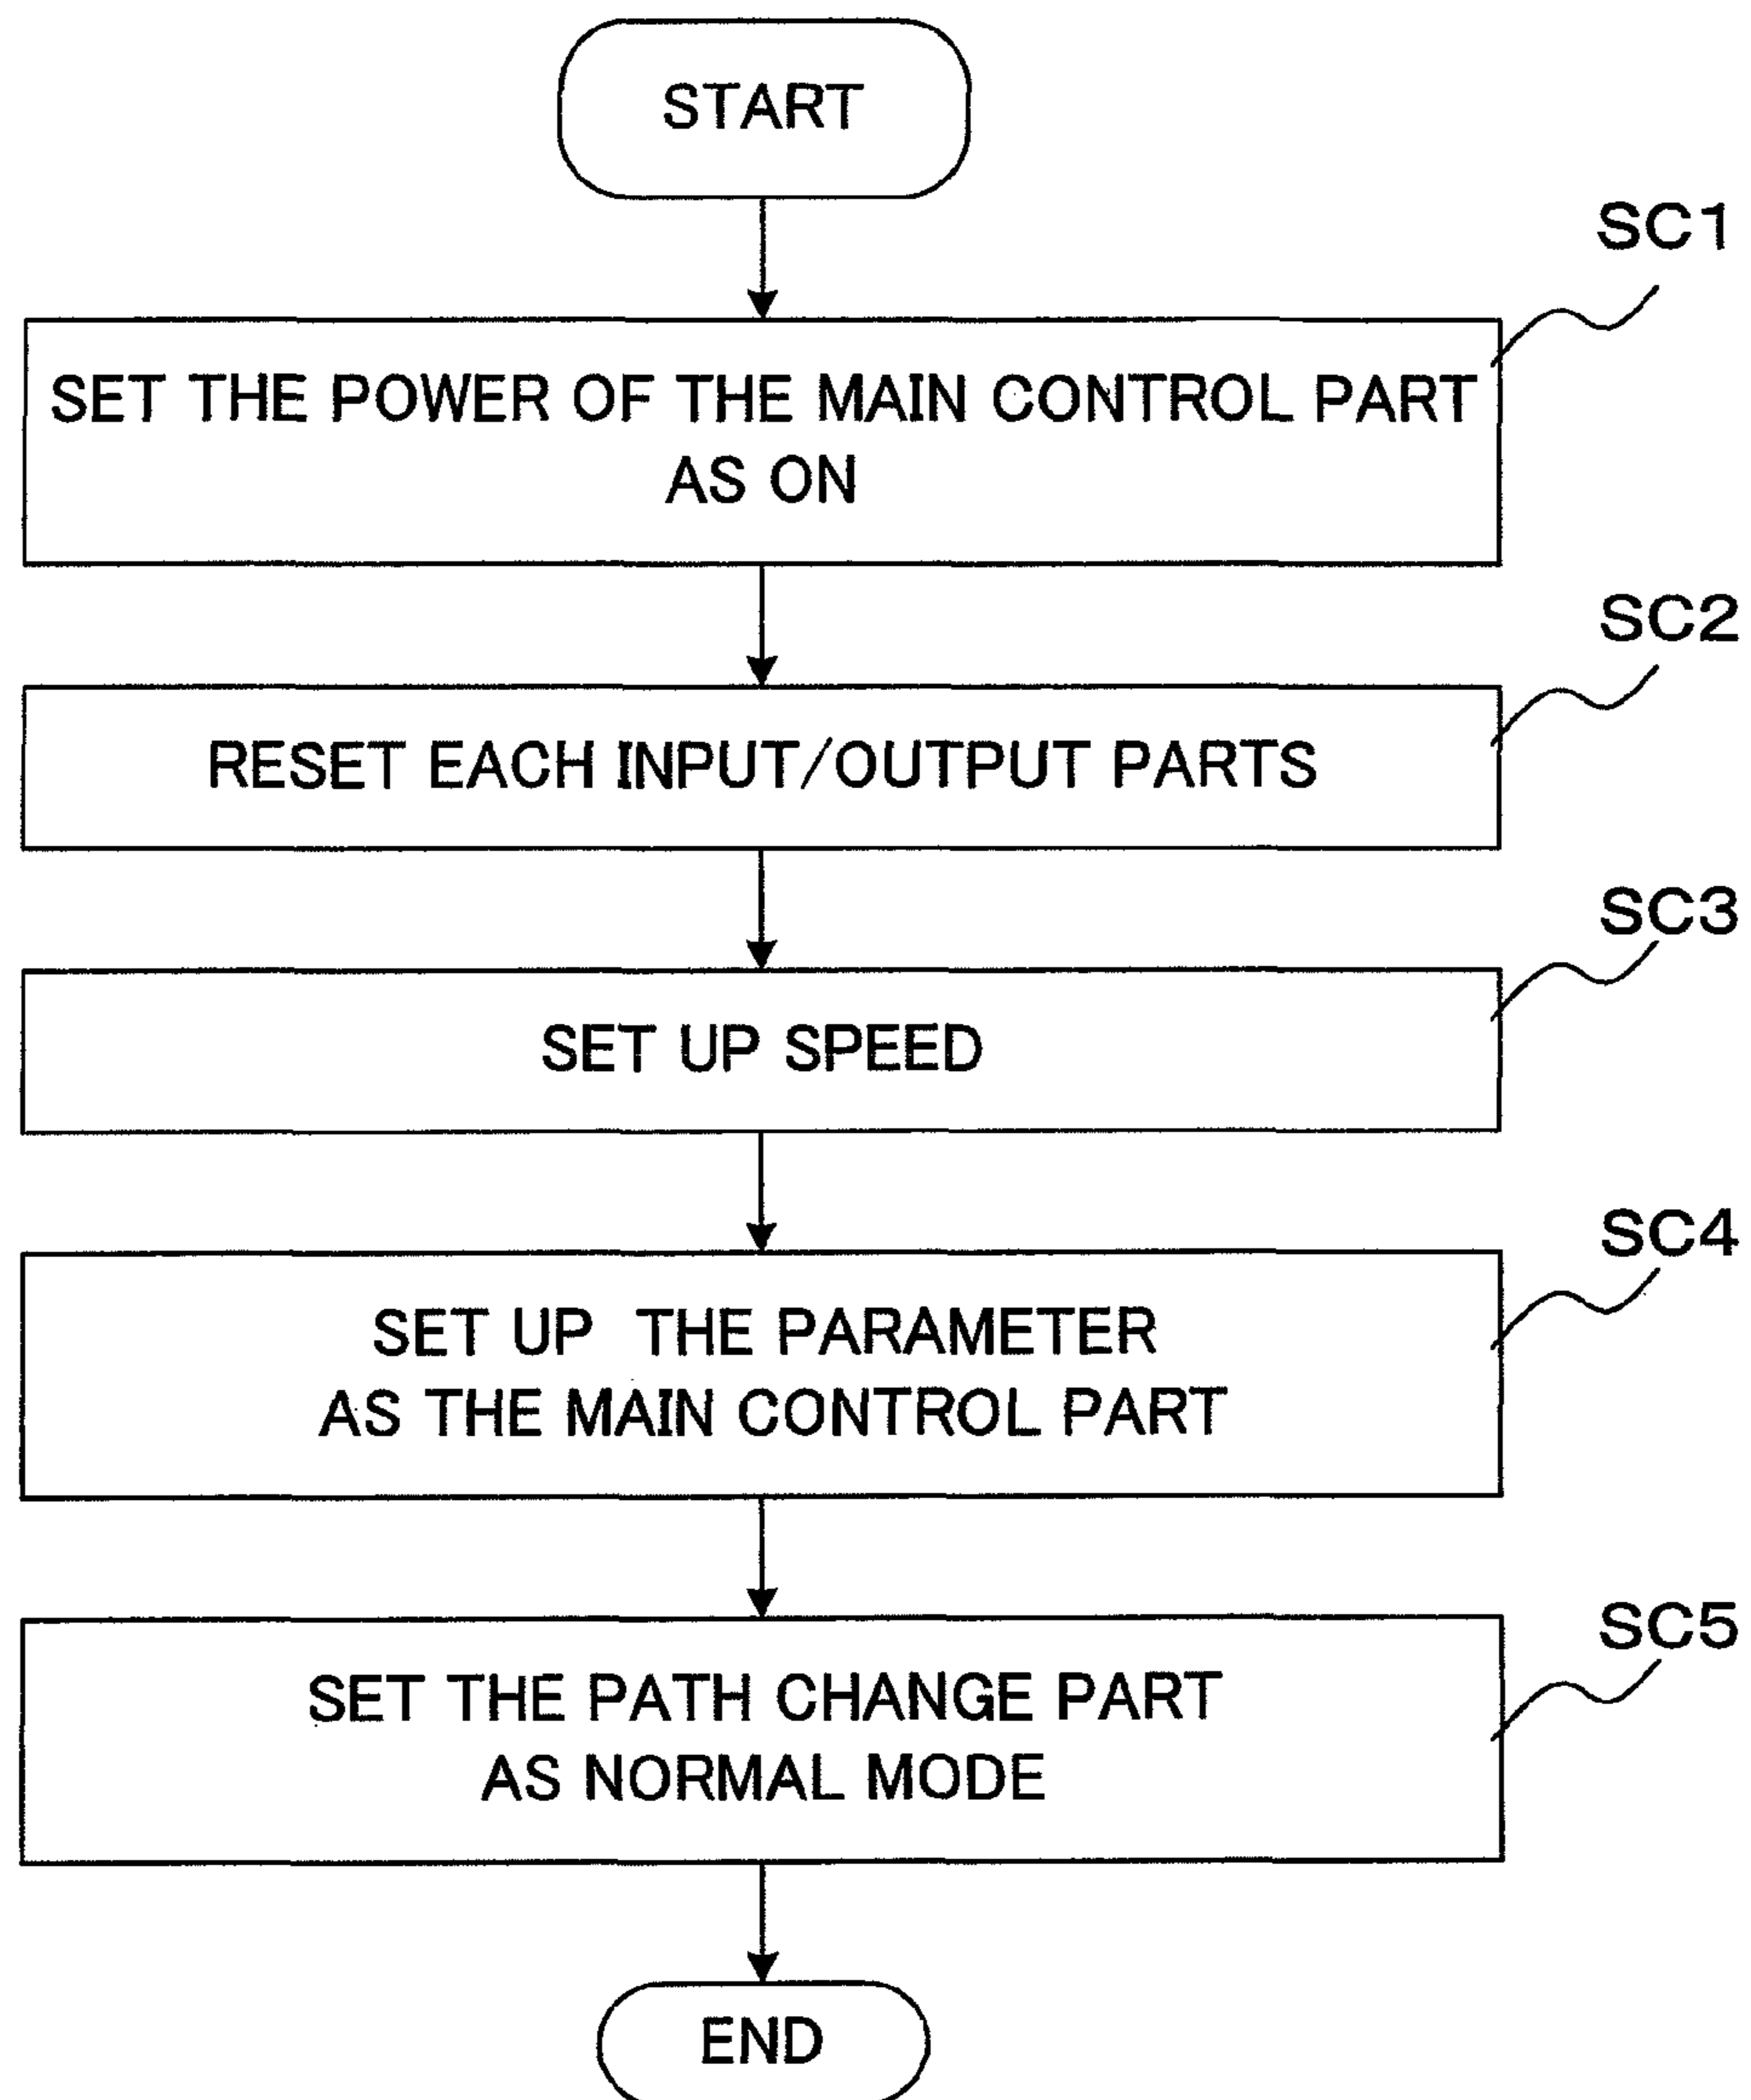 START
SC1
SET THE POWER OF THE MAIN CONTROL PART
AS ON
SC2
RESET EACH INPUT/OUTPUT PARTS
SC3
SET UP SPEED
SC4
SET UP THE PARAMETER
AS THE MAIN CONTROL PART
SC5
SET THE PATH CHANGE PART
AS NORMAL MODE
END